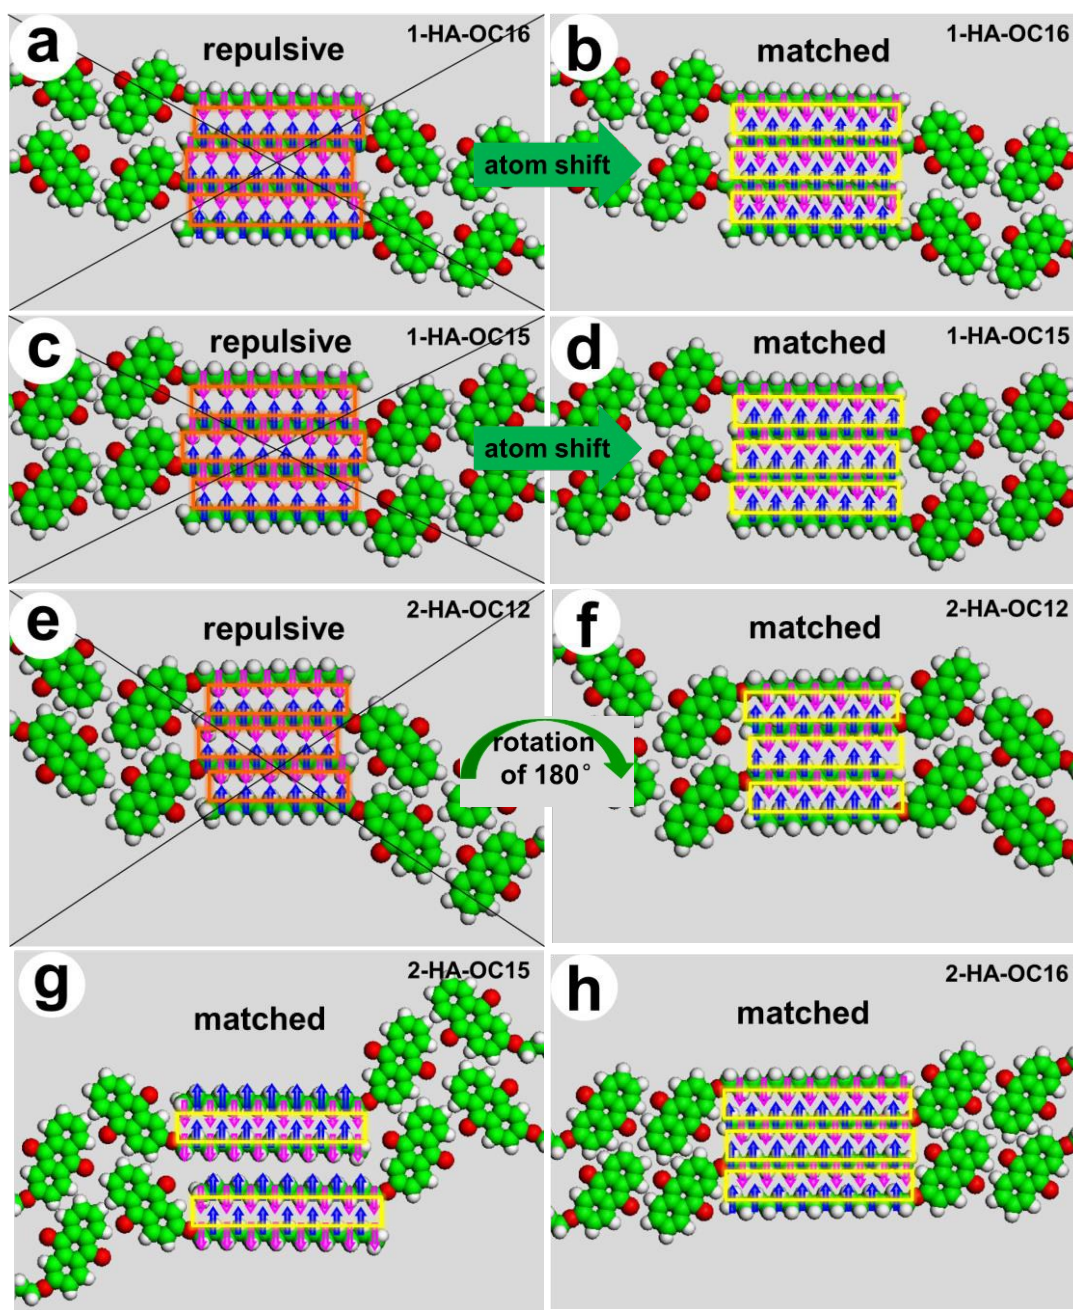 a
repulsive
1-HA-OC16
b
matched
1-HA-OC16
atom shift
c
repulsive
1-HA-OC15
d
matched
1-HA-OC15
atom shift
e
repulsive
2-HA-OC12
f
matched
2-HA-OC12
rotation
of 180°
g
matched
2-HA-OC15
h
matched
2-HA-OC16